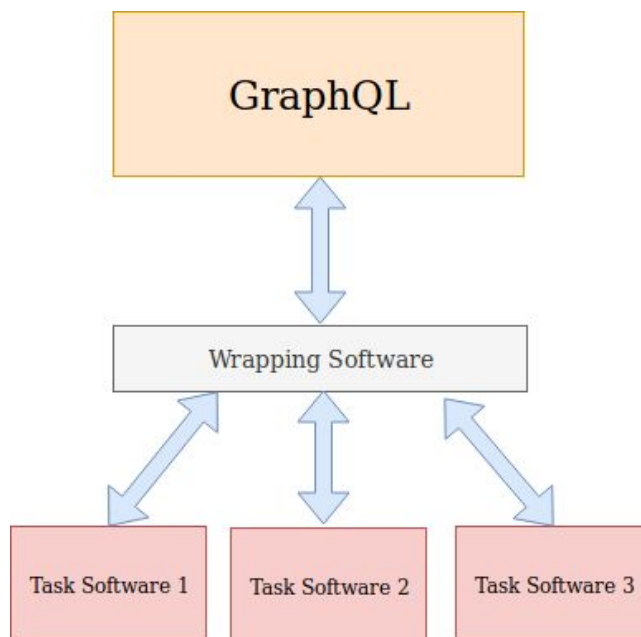 GraphQL
Wrapping Software
Task Software 1
Task Software 2
Task Software 3